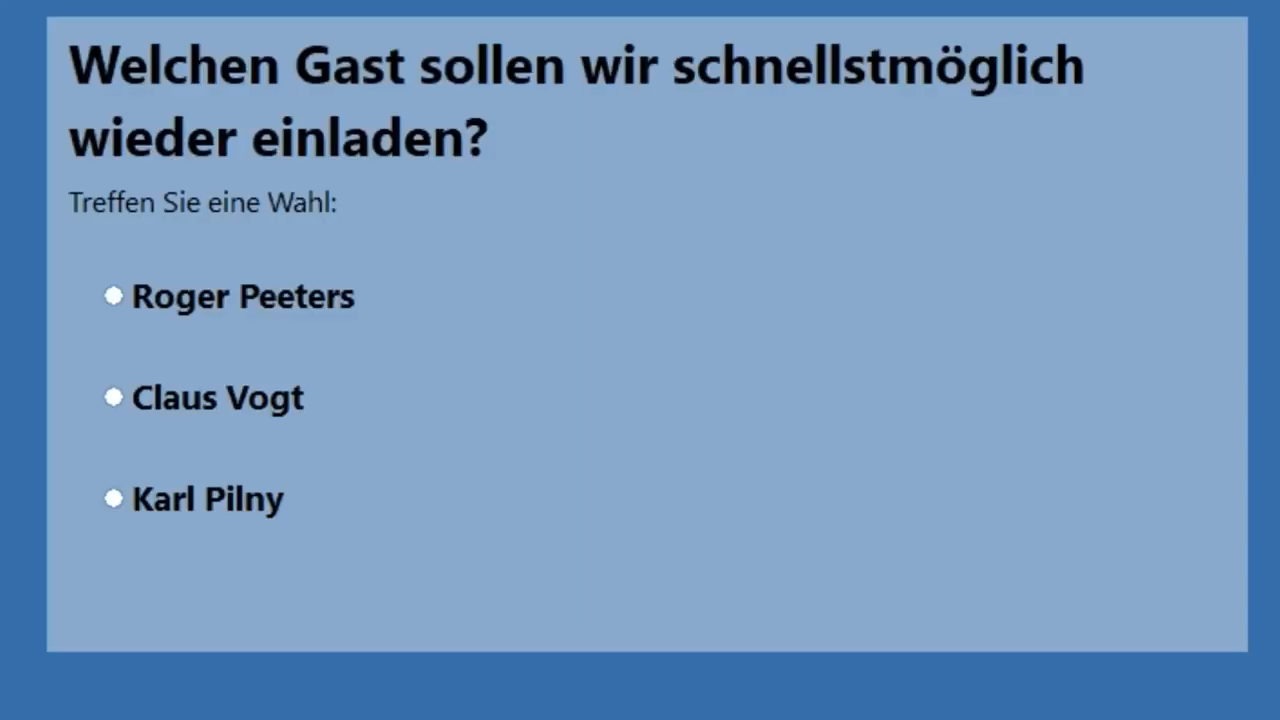 Welchen Gast sollen wir schnellstmöglich
wieder einladen?
Treffen Sie eine Wahl:
Roger Peeters
Claus Vogt
Karl Pilny